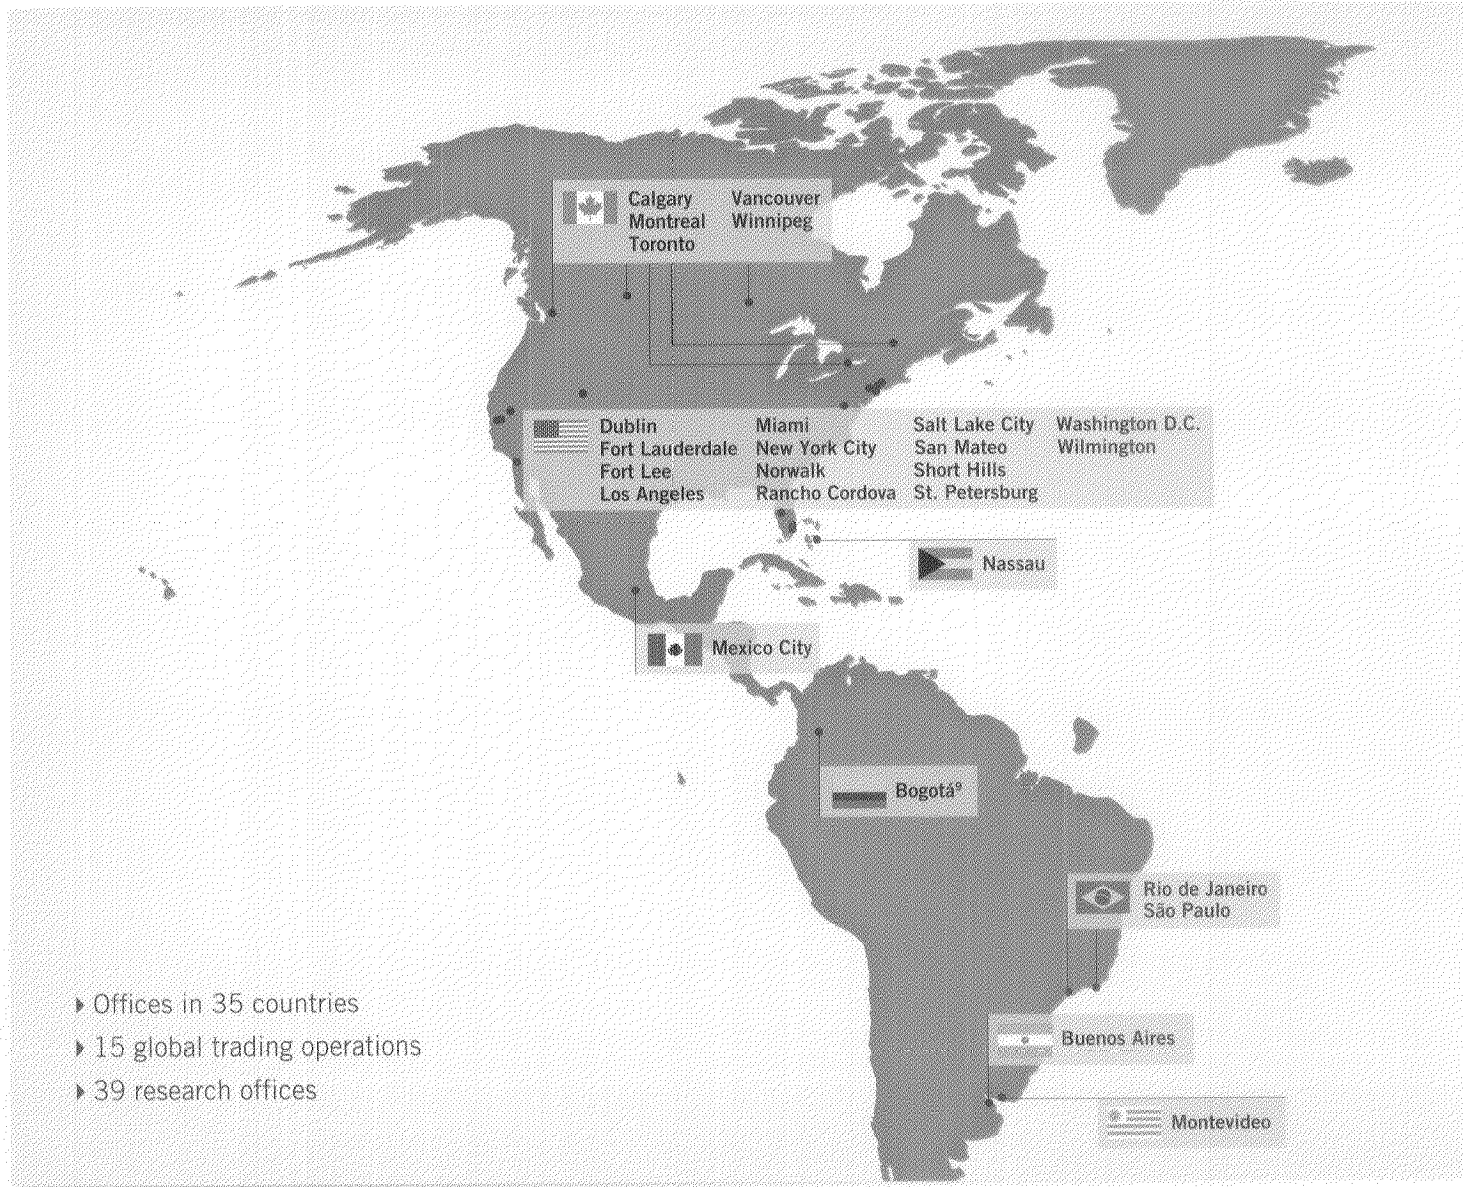 Calgary
Montreal
Toronto
Vancouver
Winnipeg
Dublin
Fort Lauderdale
Fort Lee
Los Angeles
Miami
New York City
Norwalk
Rancho Cordova
Salt Lake City
San Mateo
Short Hills
St. Petersburg
Washington D.C.
Wilmington
Nassau
Mexico City
Bogotá⁹
Rio de Janeiro
São Paulo
Buenos Aires
Montevideo
Offices in 35 countries
15 global trading operations
39 research offices